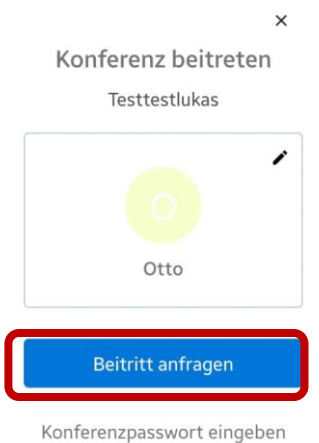 Konferenz beitreten
Testtestlukas
O
Otto
Beitritt anfragen
Konferenzpasswort eingeben